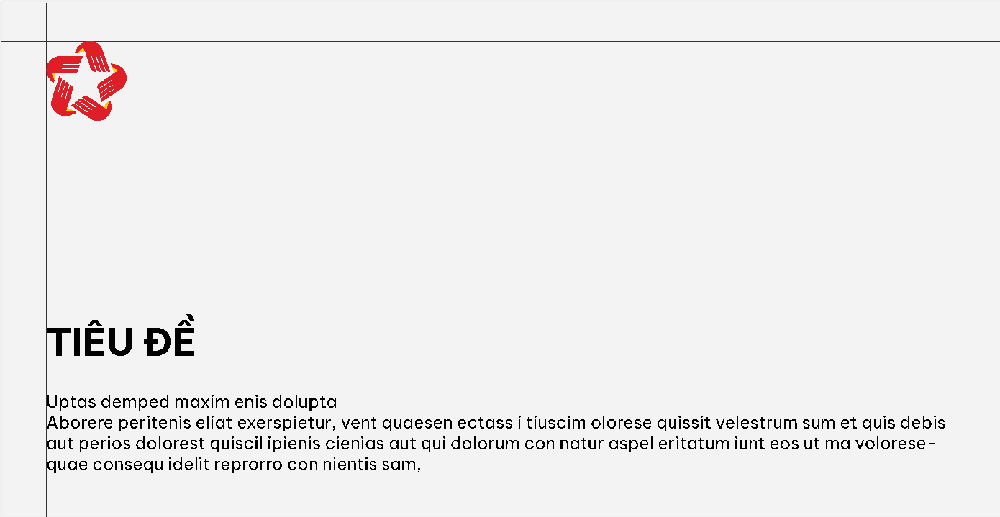 TIÊU ĐỀ
Uptas demped maxim enis dolupta
Aborere peritenis eliat exerspietur, vent quaesen ectass i tiuscim olorese quissit velestrum sum et quis debis
aut perios dolorest quiscil ipienis cienias aut qui dolorum con natur aspel eritatum iunt eos ut ma volorese-
quae consequ idelit reprorro con nientis sam,